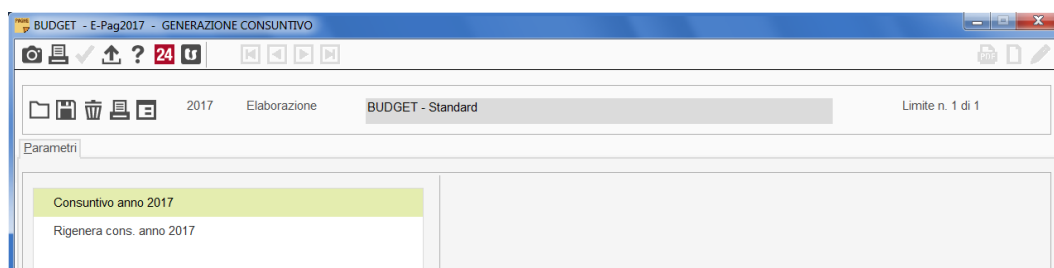 BUDGET - E-Pag2017 - GENERAZIONE CONSUNTIVO
? 24
2017 Elaborazione BUDGET - Standard Limite n. 1 di 1
Parametri
Consuntivo anno 2017
Rigenera cons. anno 2017